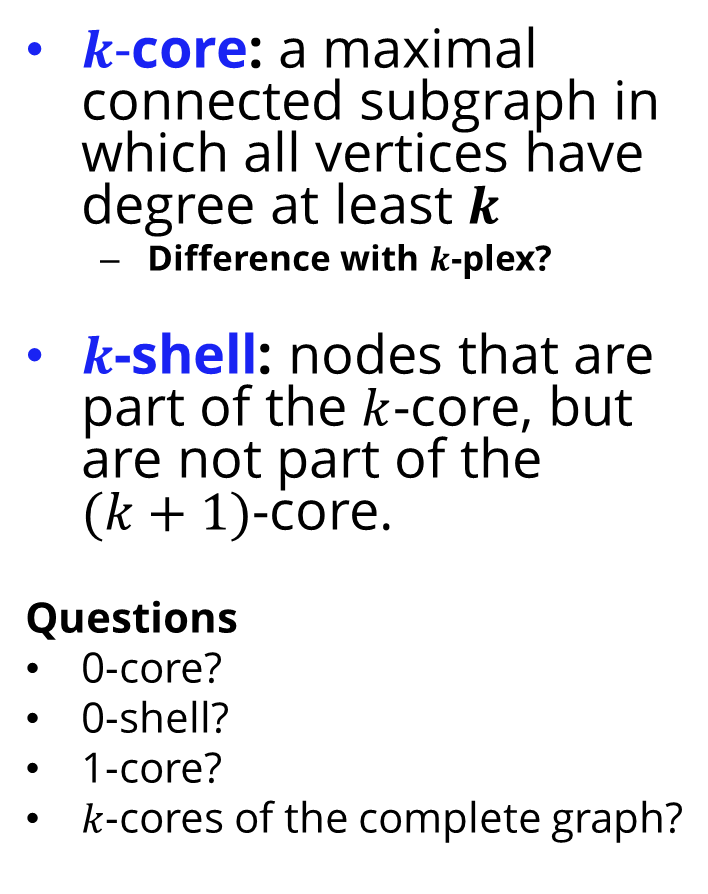 • k-core: a maximal
connected subgraph in
which all vertices have
degree at least k
– Difference with k-plex?
• k-shell: nodes that are
part of the k-core, but
are not part of the
(k + 1)-core.
Questions
• 0-core?
• 0-shell?
• 1-core?
• k-cores of the complete graph?